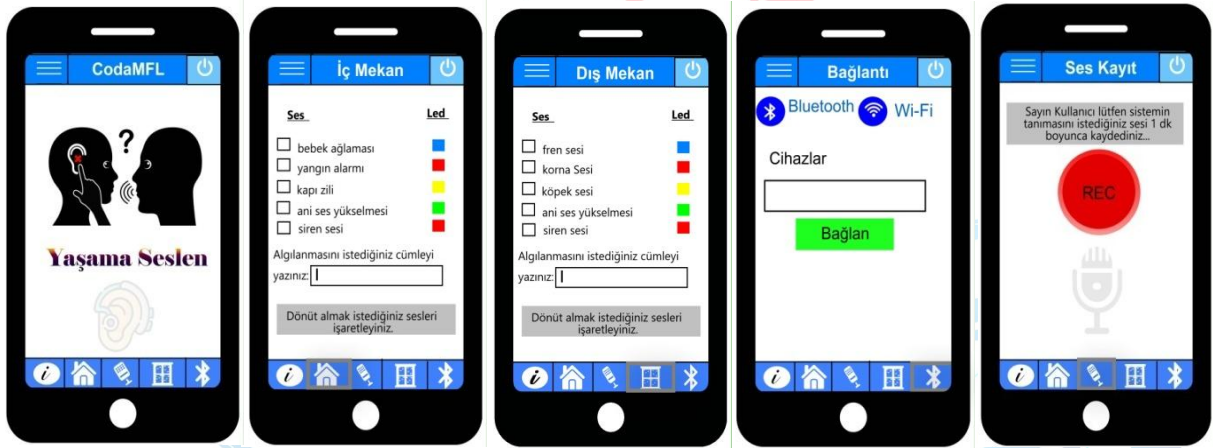 CodaMFL
?
Yaşama Seslen
i
İç Mekan
Ses Led
bebek ağlaması
yangın alarmı
kapı zili
ani ses yükselmesi
siren sesi
Algılanmasını istediğiniz cümleyi
yazınız:
Dönüt almak istediğiniz sesleri
işaretleyiniz.
i
Dış Mekan
Ses Led
fren sesi
korna Sesi
köpek sesi
ani ses yükselmesi
siren sesi
Algılanmasını istediğiniz cümleyi
yazınız:
Dönüt almak istediğiniz sesleri
işaretleyiniz.
i
Bağlantı
Bluetooth Wi-Fi
Cihazlar
Bağlan
i
Ses Kayıt
Sayın Kullanıcı lütfen sistemin
tanımasını istediğiniz sesi 1 dk
boyunca kaydediniz...
REC
i